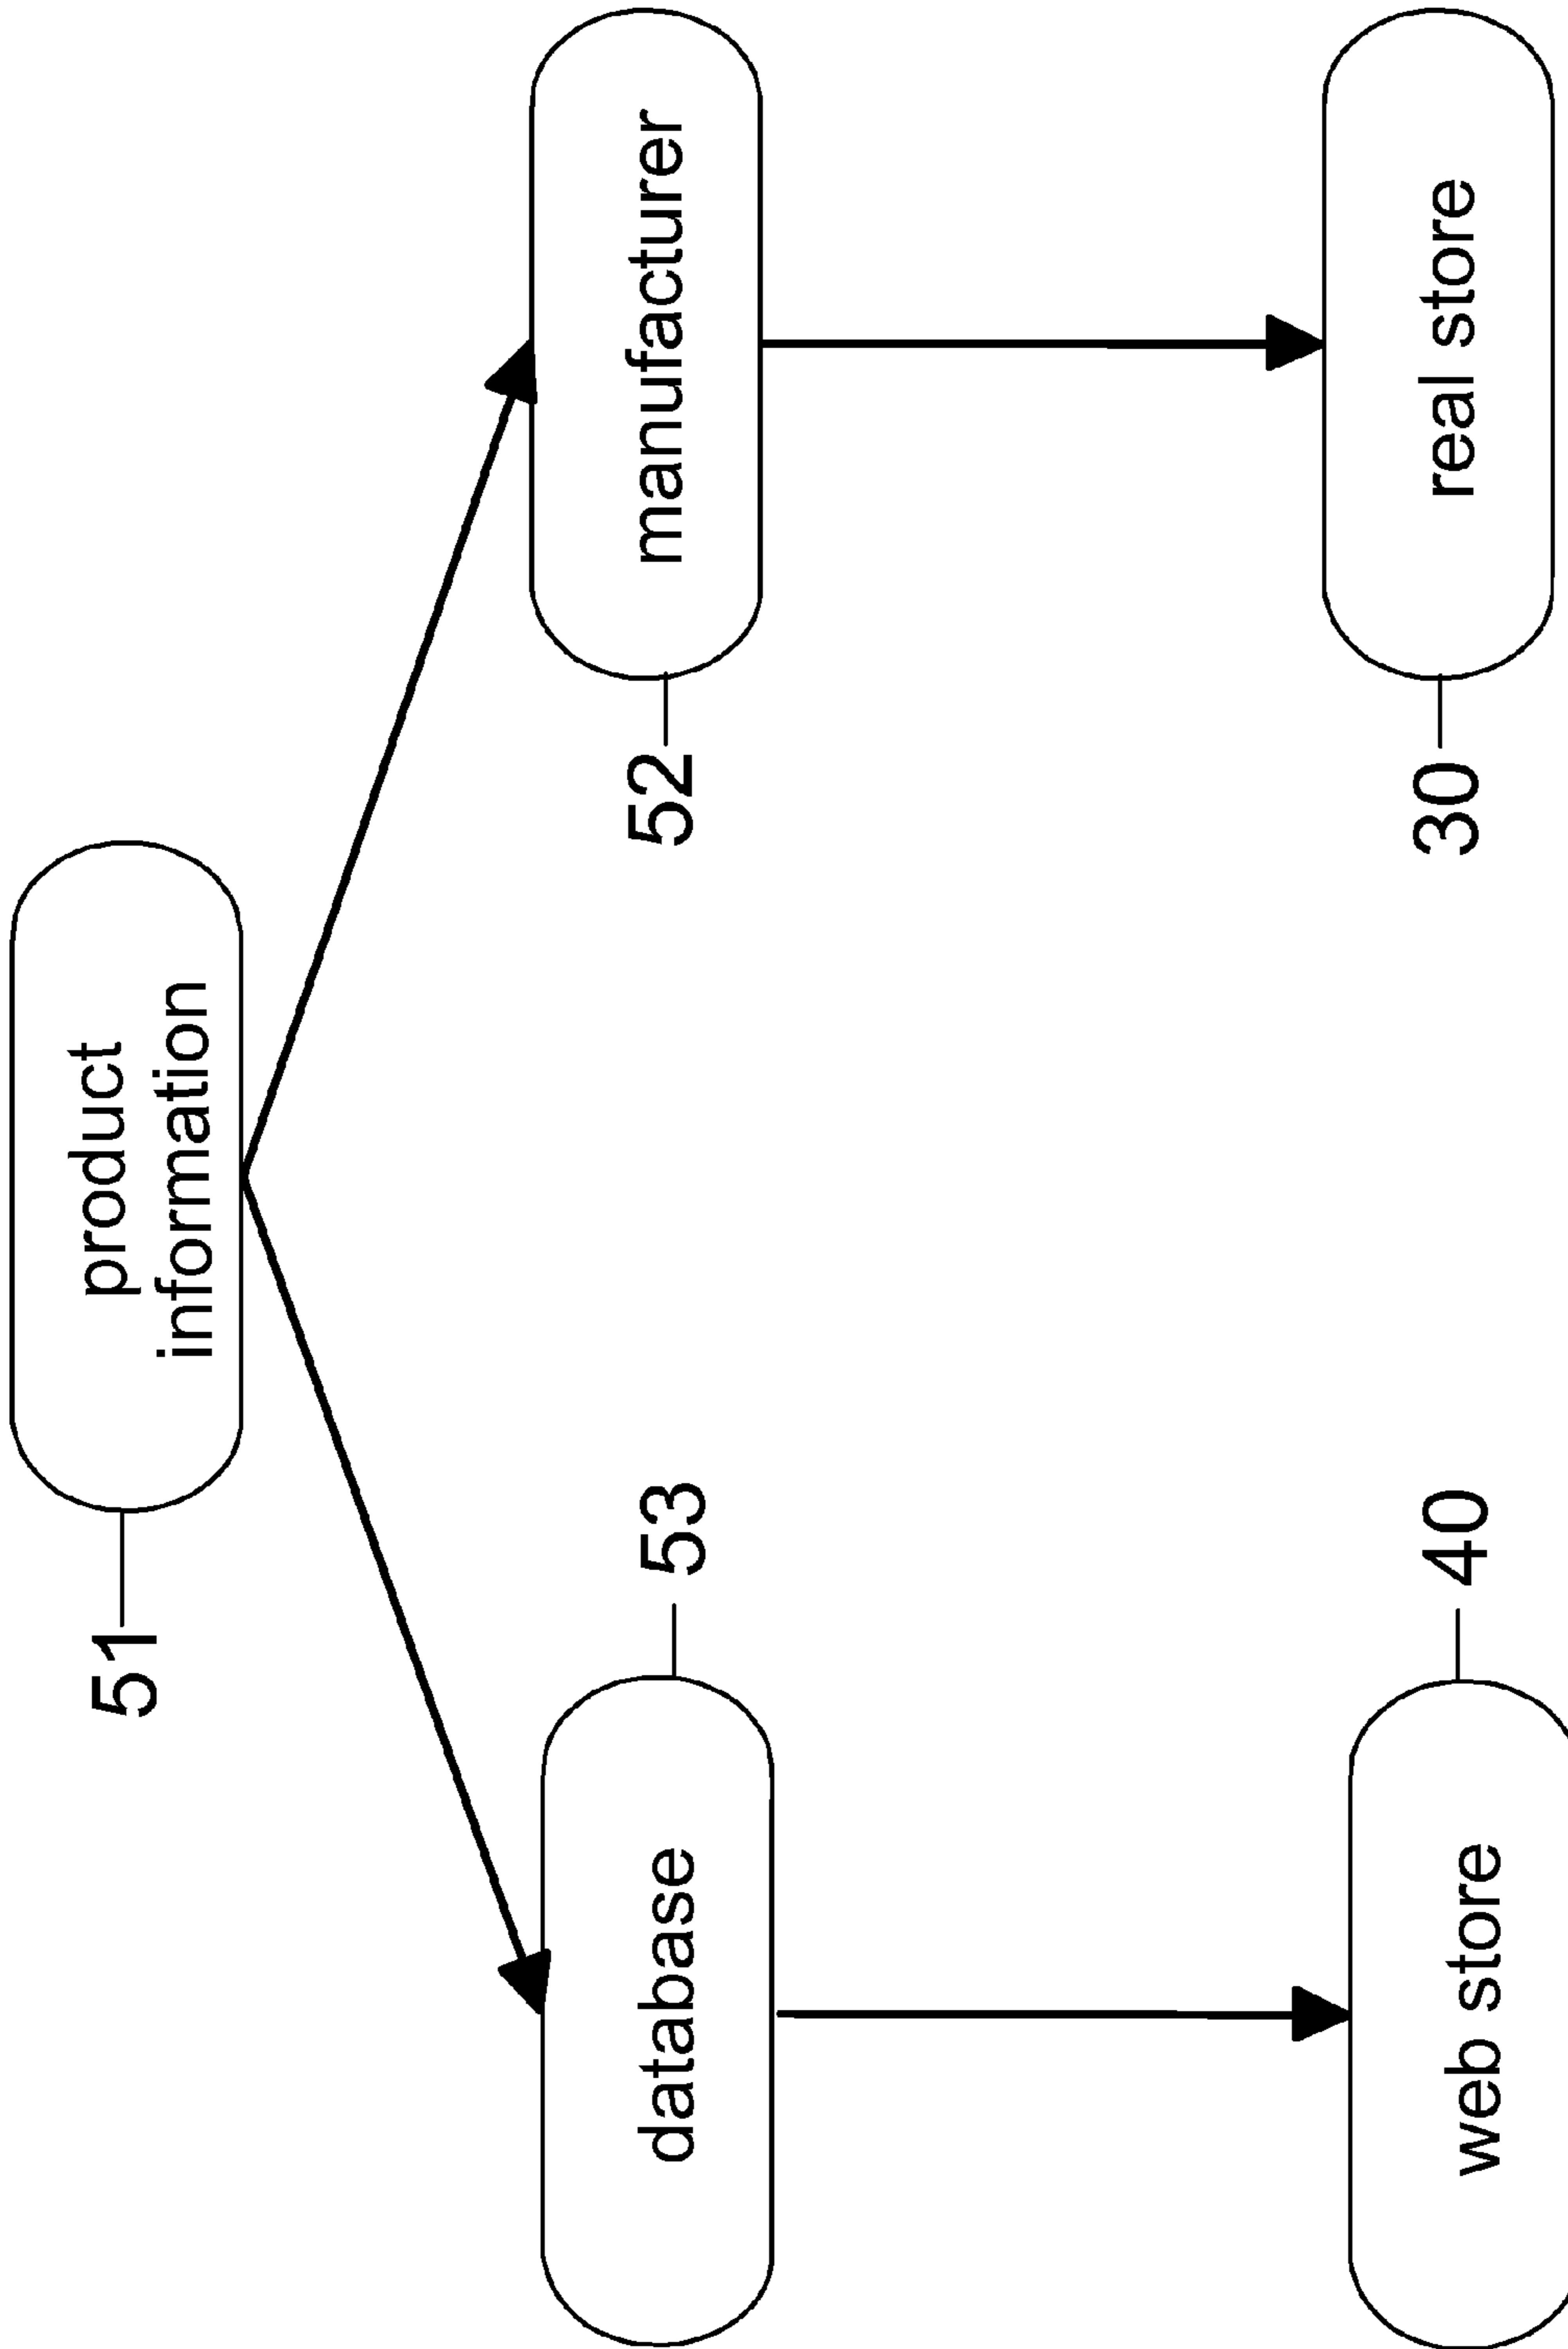 product
information
51
53
database
52
manufacturer
40
web store
30
real store